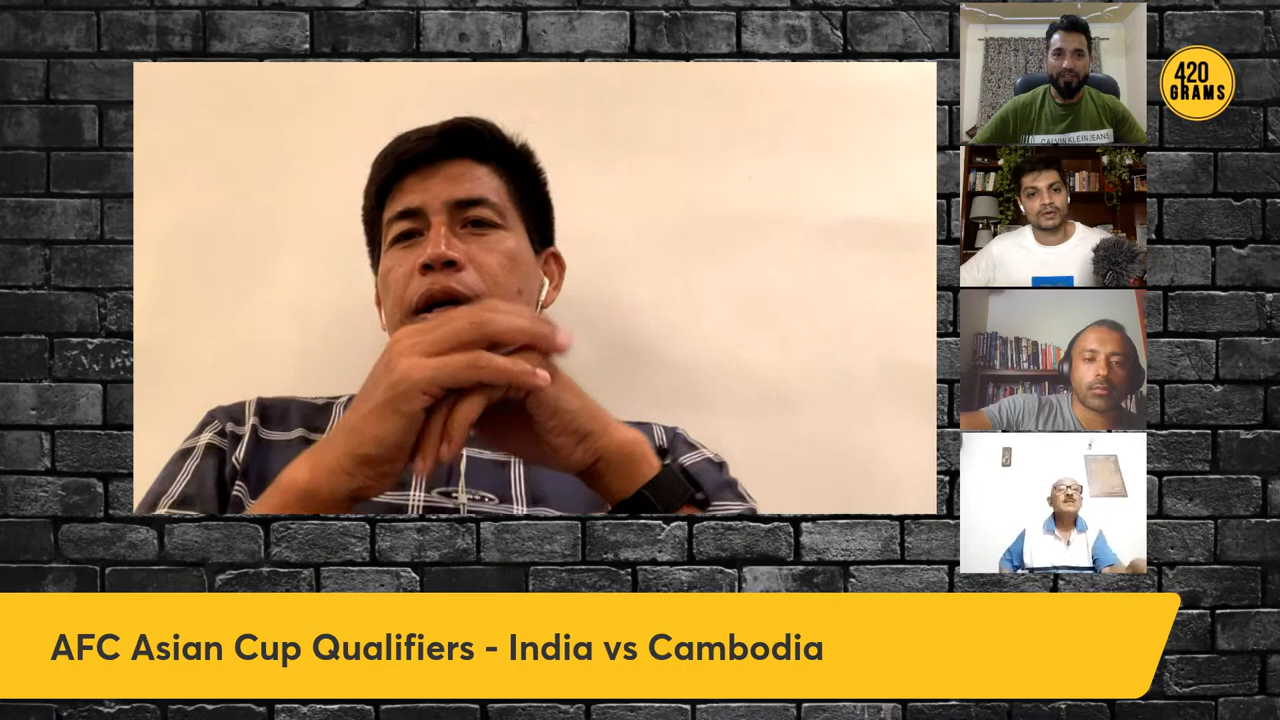 420
GRAMS
CALVIN KLEIN JEANS
AFC Asian Cup Qualifiers - India vs Cambodia